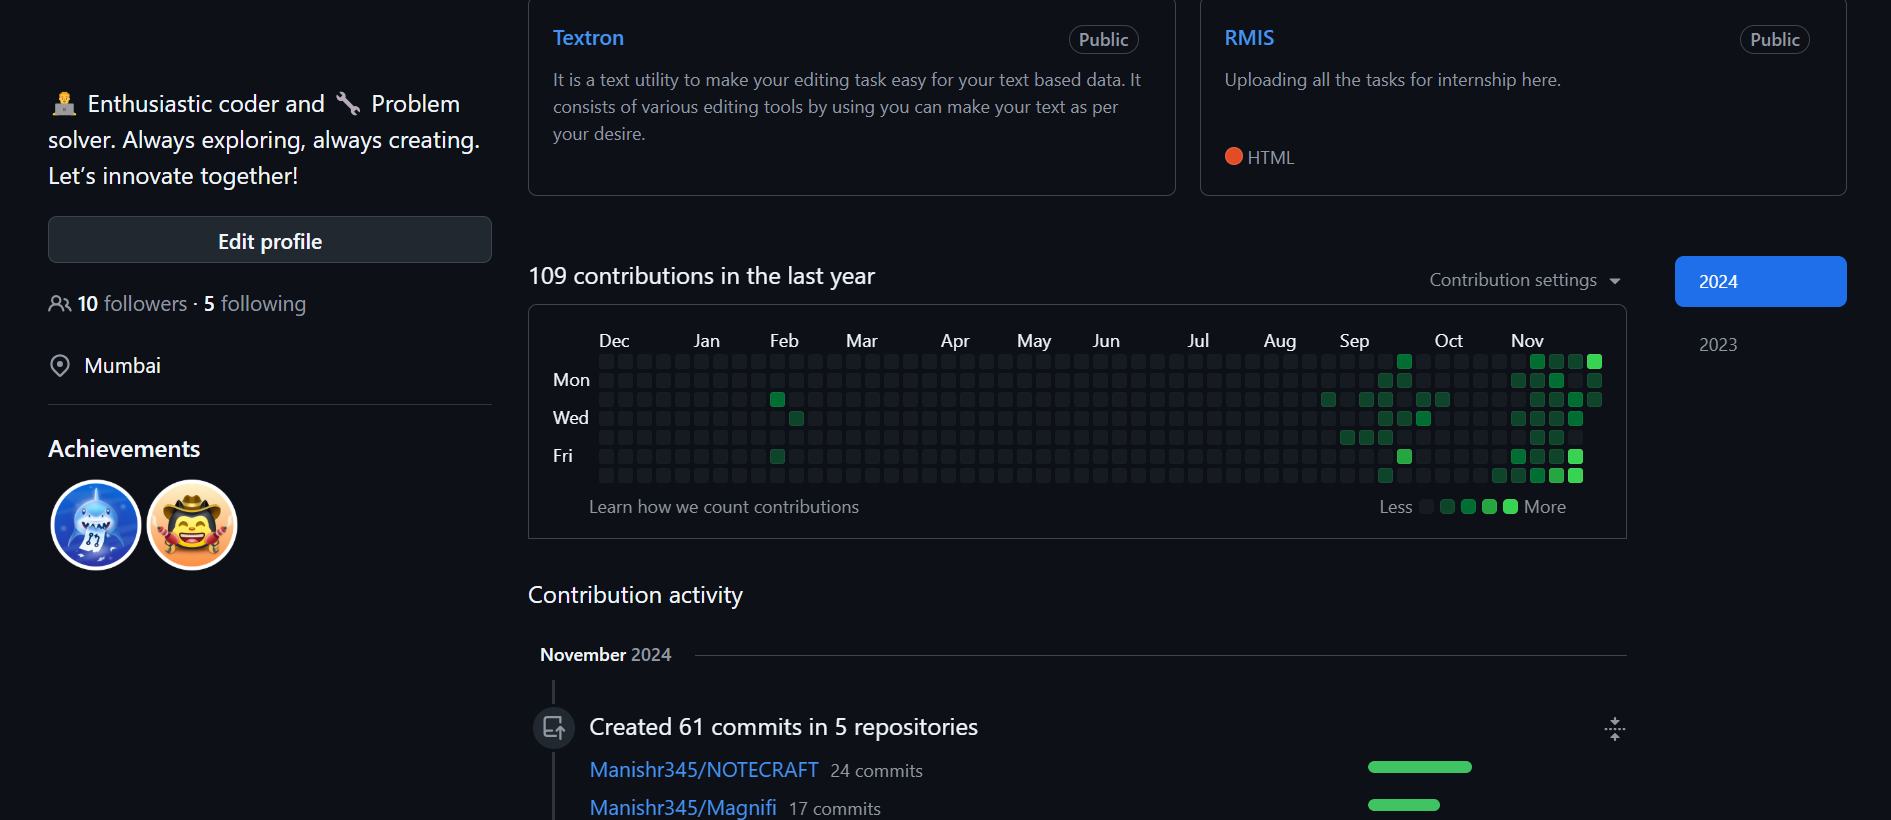 Textron
Public
It is a text utility to make your editing task easy for your text based data. It
consists of various editing tools by using you can make your text as per
your desire.
RMIS
Public
Uploading all the tasks for internship here.
HTML
Enthusiastic coder and Problem
solver. Always exploring, always creating.
Let’s innovate together!
Edit profile
10 followers · 5 following
Mumbai
Achievements
109 contributions in the last year
Contribution settings
2024
2023
Dec Jan Feb Mar Apr May Jun Jul Aug Sep Oct Nov
Mon
Wed
Fri
Learn how we count contributions
Less More
Contribution activity
November 2024
Created 61 commits in 5 repositories
Manishr345/NOTECRAFT 24 commits
Manishr345/Magnifi 17 commits